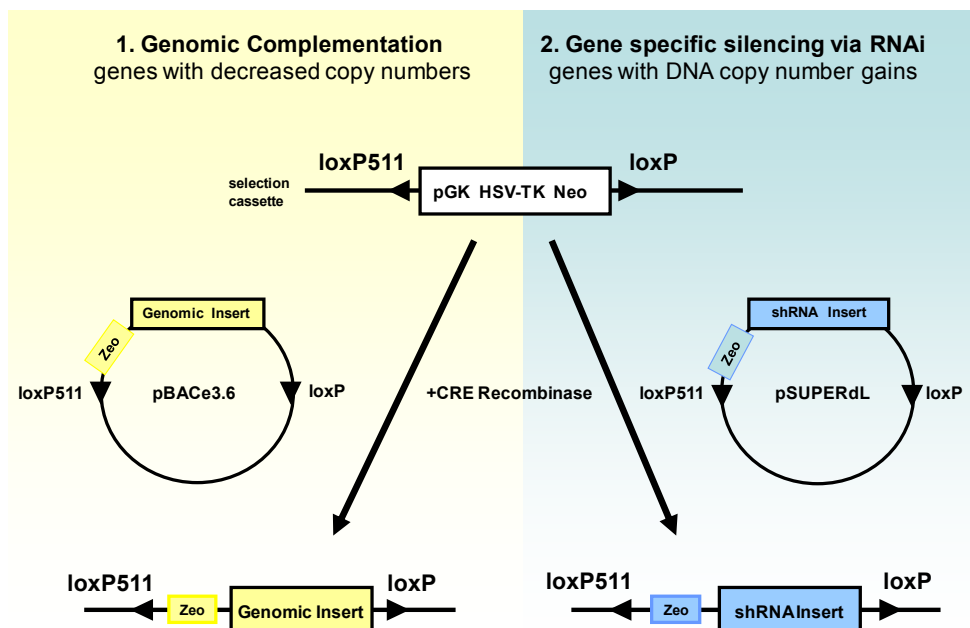 1. Genomic Complementation
genes with decreased copy numbers
2. Gene specific silencing via RNAi
genes with DNA copy number gains
loxP511
loxP
selection
cassette
pGK HSV-TK Neo
Genomic Insert
Zeo
loxP511
pBACe3.6
loxP
+CRE Recombinase
shRNA Insert
Zeo
loxP511
pSUPERdL
loxP
loxP511
loxP
Zeo
Genomic Insert
loxP511
loxP
Zeo
shRNAInsert